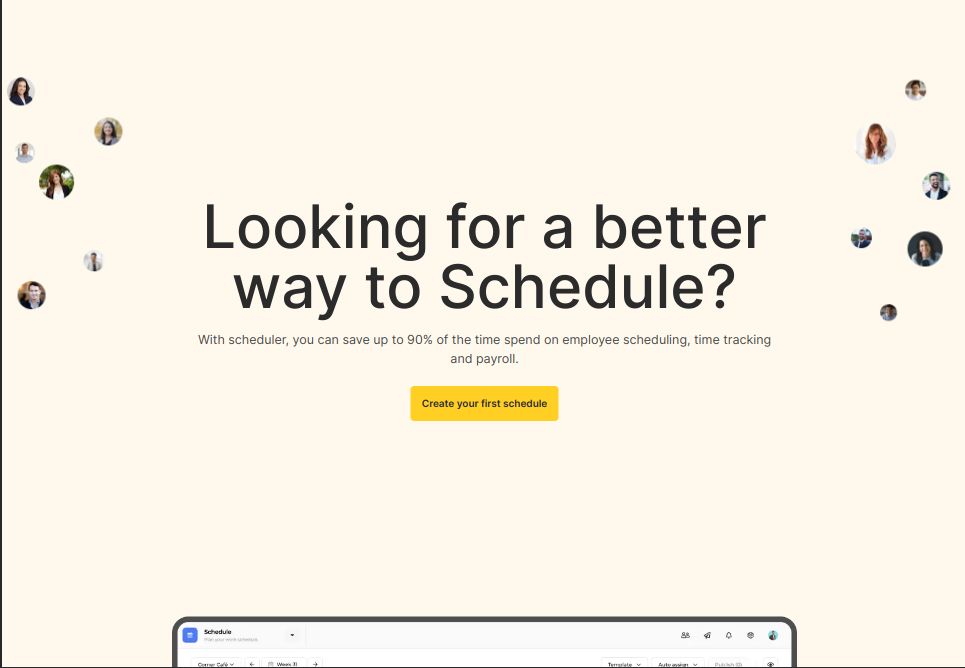 Looking for a better
way to Schedule?
With scheduler, you can save up to 90% of the time spend on employee scheduling, time tracking
and payroll.
Create your first schedule
Schedule
Plan your work schedule
Corner Café
Week 31
Template
Auto assign
Publish (0)